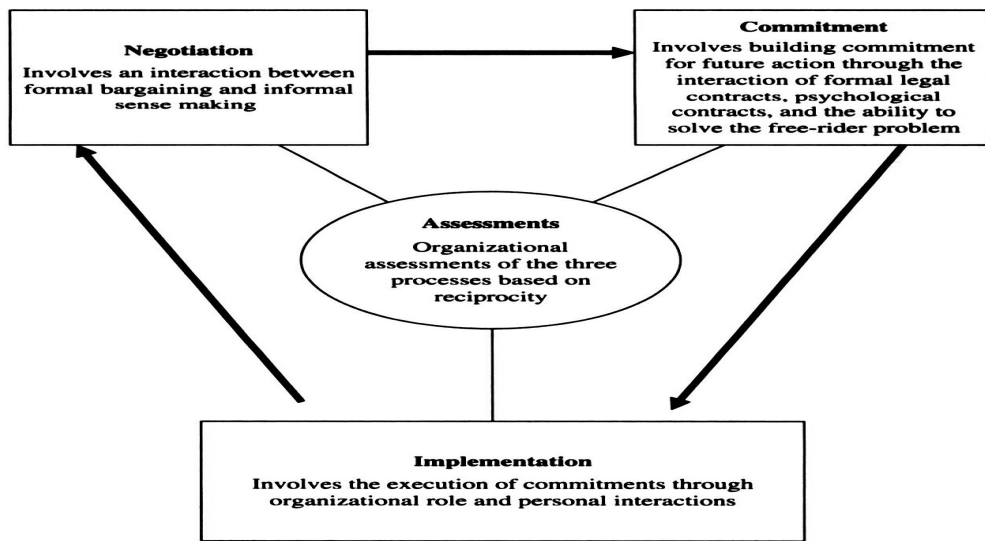 Negotiation
Involves an interaction between
formal bargaining and informal
sense making
Commitment
Involves building commitment
for future action through the
interaction of formal legal
contracts, psychological
contracts, and the ability to
solve the free-rider problem
Assessments
Organizational
assessments of the three
processes based on
reciprocity
Implementation
Involves the execution of commitments through
organizational role and personal interactions